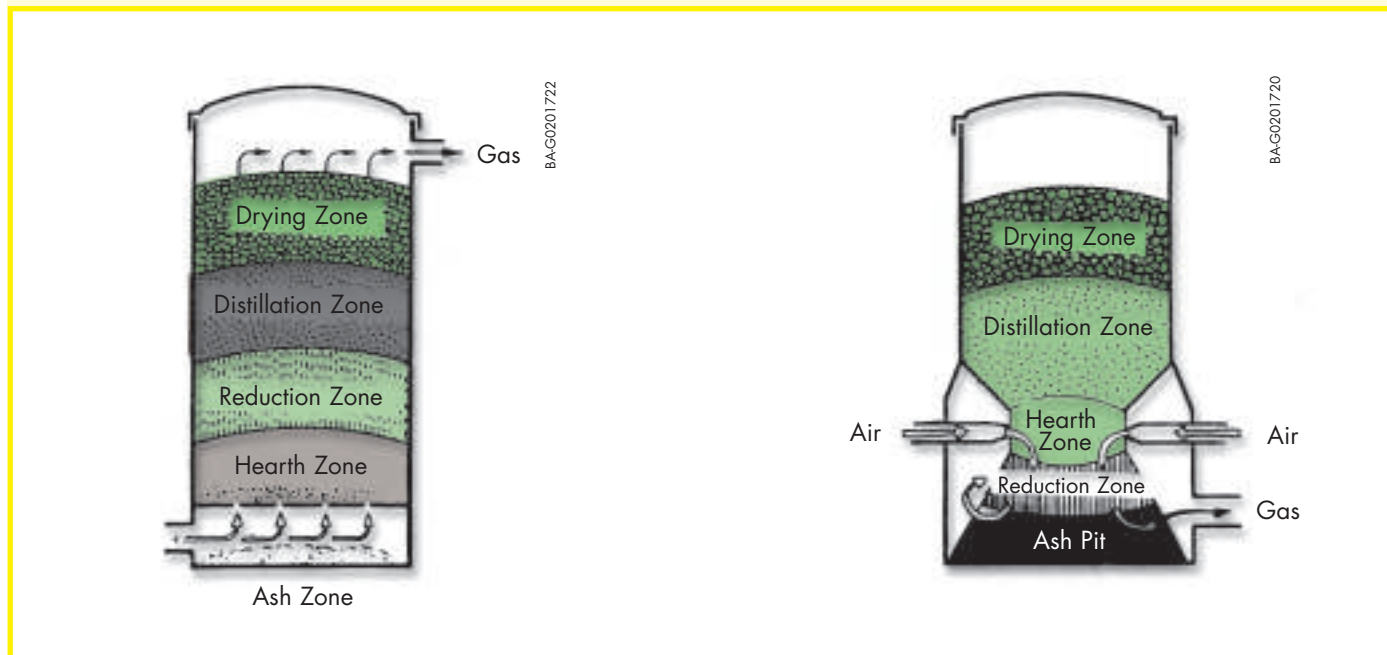 BA-G0201722
Gas
Drying Zone
Distillation Zone
Reduction Zone
Hearth Zone
Ash Zone
BA-G0201720
Drying Zone
Distillation Zone
Hearth
Zone
Air
Air
Reduction Zone
Gas
Ash Pit